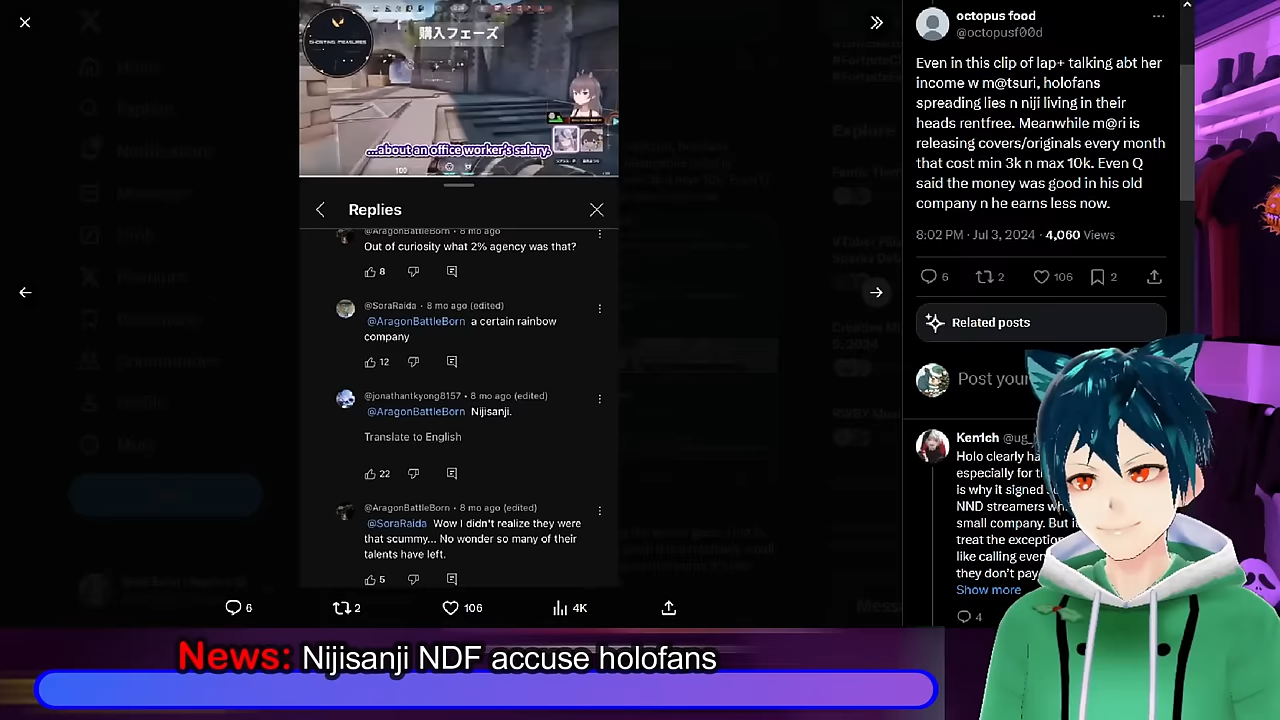 GHOSTING MEASURES
購入フェーズ
...about an office worker's salary.
100
Replies
@AragonBattleBorn • 8 mo ago
Out of curiosity what 2% agency was that?
8
@SoraRaida • 8 mo ago (edited)
@AragonBattleBorn a certain rainbow
company
12
@jonathantkyong8157 • 8 mo ago (edited)
@AragonBattleBorn Nijisanji.
Translate to English
22
@AragonBattleBorn • 8 mo ago (edited)
@SoraRaida Wow I didn't realize they were
that scummy... No wonder so many of their
talents have left.
5
6
2
106
4K
octopus food
@octopusf00d
Even in this clip of lap+ talking abt her
income w m@tsuri, holofans
spreading lies n niji living in their
heads rentfree. Meanwhile m@ri is
releasing covers/originals every month
that cost min 3k n max 10k. Even Q
said the money was good in his old
company n he earns less now.
8:02 PM · Jul 3, 2024 · 4,060 Views
6
2
106
2
Related posts
Post your
Kenrich @ug_
Holo clearly ha
especially for t
is why it signed
NND streamers wh
small company. But i
treat the exception
like calling ever
they don't pay
Show more
4
News: Nijisanji NDF accuse holofans